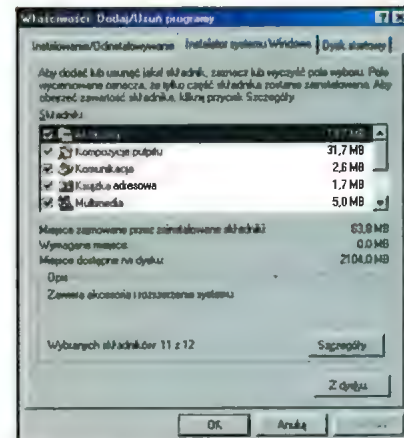 Właściwości: Dodaj/Usuń programy
Instalowanie/Odinstalowywanie Instalator systemu Windows Dysk startowy
Aby dodać lub usunąć jakiś składnik, zaznacz lub wyczyść pole wyboru. Pole
wycieniowane oznacza, że tylko część składnika zostanie zainstalowana. Aby
obejrzeć zawartość składnika, kliknij przycisk Szczegóły.
Składniki:
Kompozycje pulpitu 31,7 MB
Komunikacja 2,6 MB
Książka adresowa 1,7 MB
Multimedia 5,0 MB
Miejsce zajmowane przez zainstalowane składniki: 63,8 MB
Wymagane miejsce: 0.0 MB
Miejsce dostępne na dysku: 2104,0 MB
Opis
Zawiera akcesoria i rozszerzenia systemu
Wybranych składników: 11 z 12
Szczegóły
Z dysku
OK Anuluj